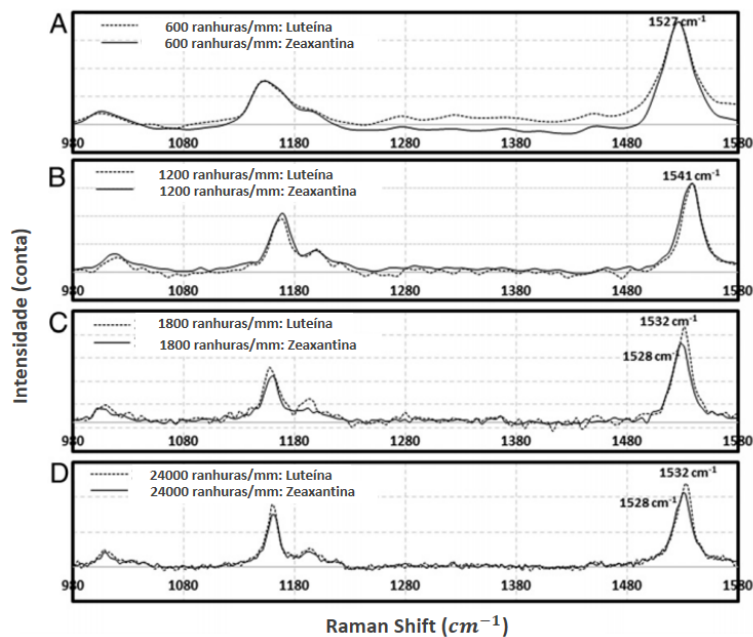 A
600 ranhuras/mm: Luteína
600 ranhuras/mm: Zeaxantina
1527 cm⁻¹
980 1080 1180 1280 1380 1480 1580
B
1200 ranhuras/mm: Luteína
1200 ranhuras/mm: Zeaxantina
1541 cm⁻¹
980 1080 1180 1280 1380 1480 1580
C
1800 ranhuras/mm: Luteína
1800 ranhuras/mm: Zeaxantina
1532 cm⁻¹
1528 cm⁻¹
980 1080 1180 1280 1380 1480 1580
D
24000 ranhuras/mm: Luteína
24000 ranhuras/mm: Zeaxantina
1532 cm⁻¹
1528 cm⁻¹
980 1080 1180 1280 1380 1480 1580
Intensidade (conta)
Raman Shift (cm⁻¹)